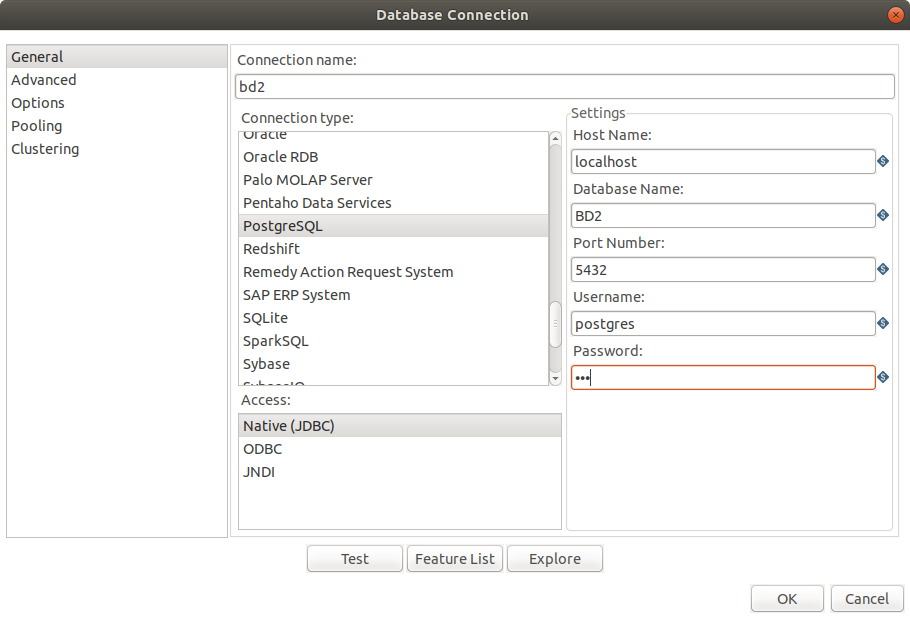 Database Connection
General
Advanced
Options
Pooling
Clustering
Connection name:
bd2
Connection type:
Oracle
Oracle RDB
Palo MOLAP Server
Pentaho Data Services
PostgreSQL
Redshift
Remedy Action Request System
SAP ERP System
SQLite
SparkSQL
Sybase
SybaseIQ
Access:
Native (JDBC)
ODBC
JNDI
Settings
Host Name:
localhost
Database Name:
BD2
Port Number:
5432
Username:
postgres
Password:
•••
Test
Feature List
Explore
OK
Cancel